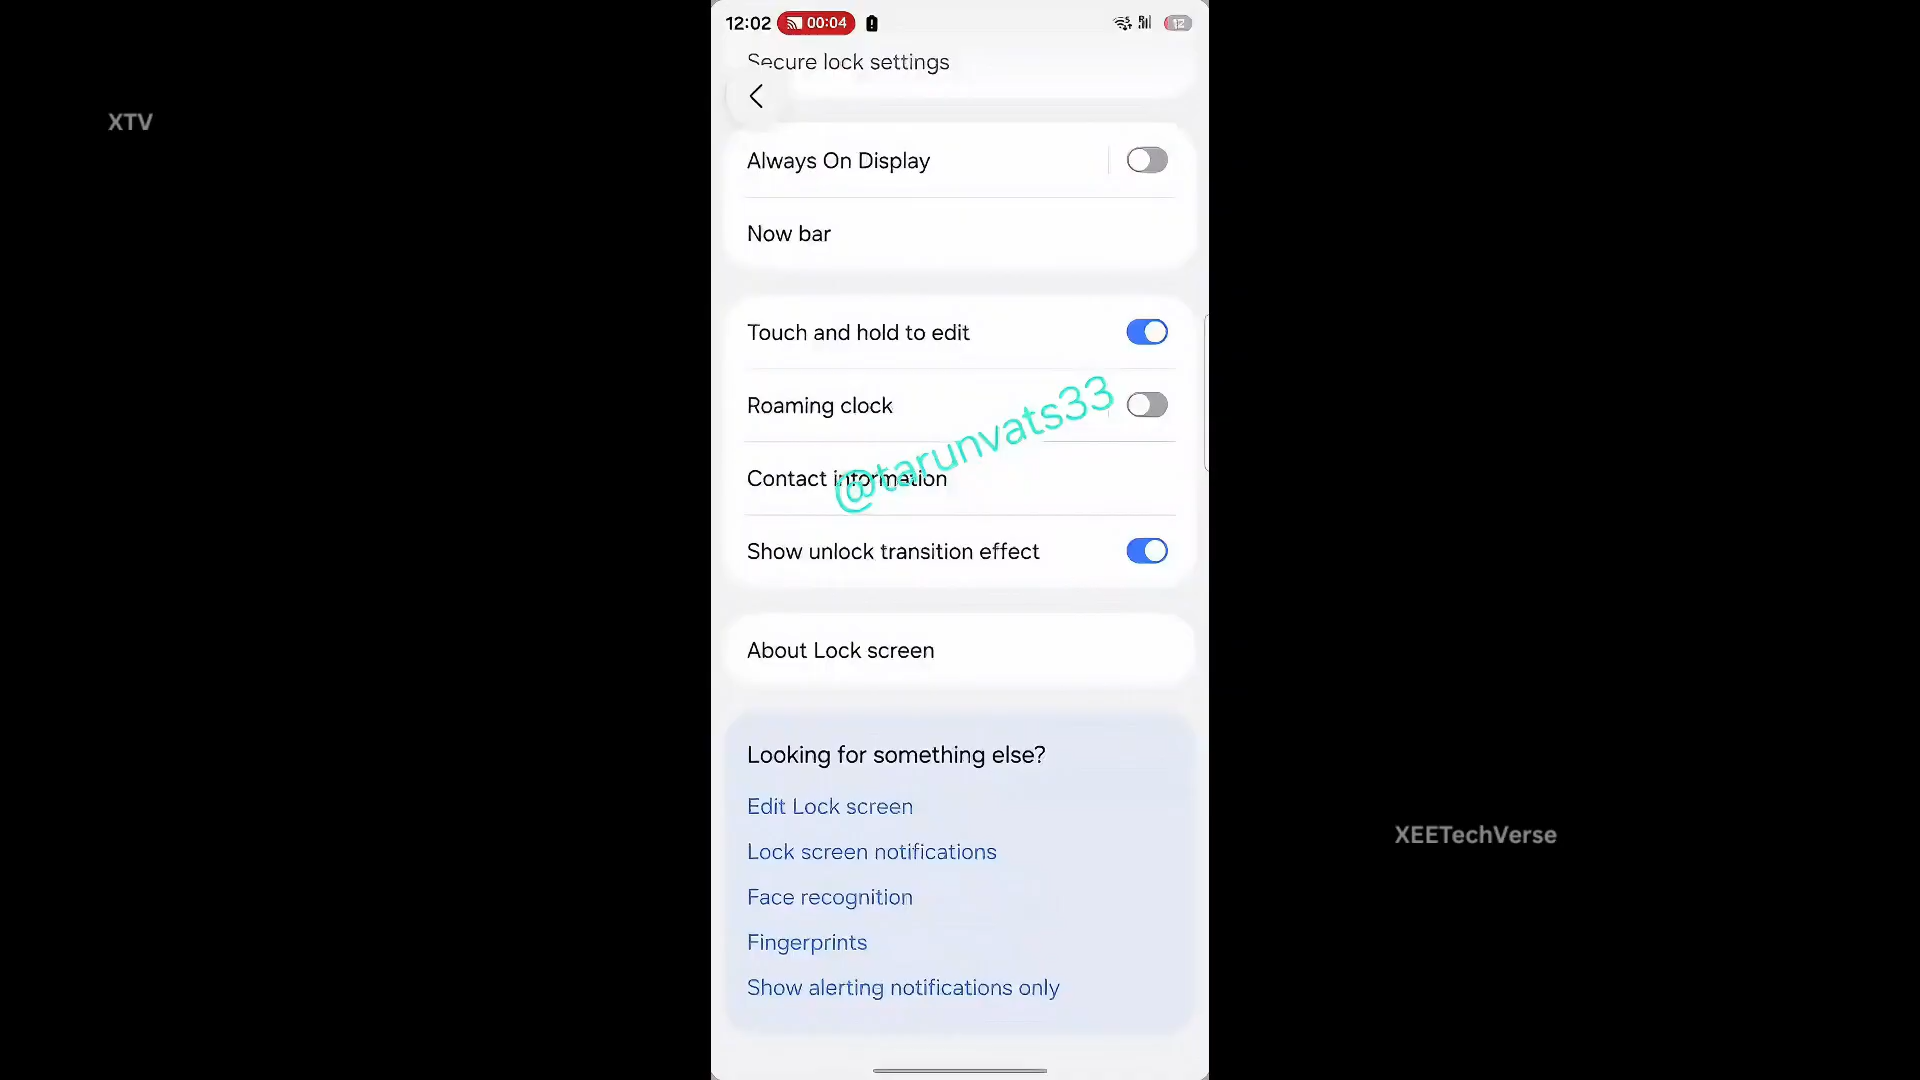 12:02 00:04 12
Secure lock settings
XTV
Always On Display
Now bar
Touch and hold to edit
Roaming clock
@tarunvats33
Contact information
Show unlock transition effect
About Lock screen
Looking for something else?
Edit Lock screen
XEETechVerse
Lock screen notifications
Face recognition
Fingerprints
Show alerting notifications only